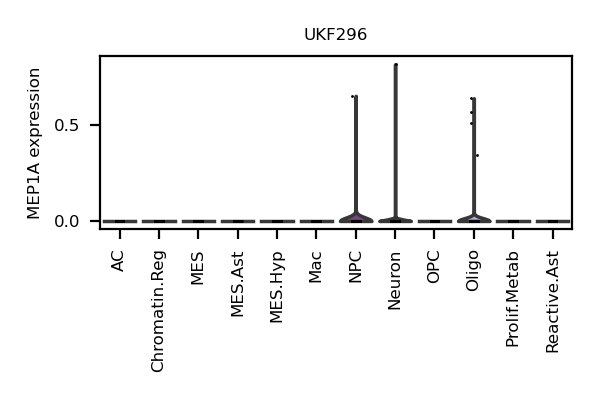 UKF296
MEP1A expression
0.5
0.0
AC
Chromatin.Reg
MES
MES.Ast
MES.Hyp
Mac
NPC
Neuron
OPC
Oligo
Prolif.Metab
Reactive.Ast